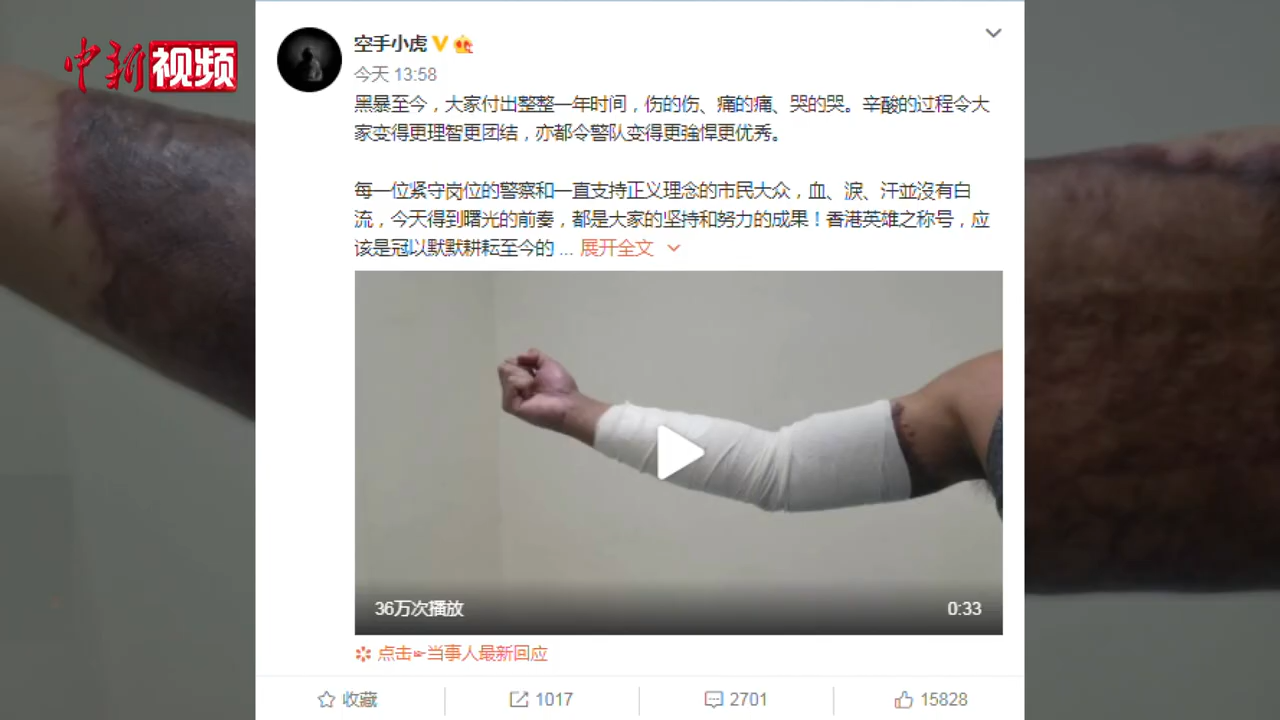 中新视频
空手小虎
今天 13:58
黑暴至今，大家付出整整一年时间，伤的伤、痛的痛、哭的哭。辛酸的过程令大
家变得更理智更团结，亦都令警队变得更強悍更优秀。
每一位紧守岗位的警察和一直支持正义理念的市民大众，血、淚、汗並沒有白
流，今天得到曙光的前奏，都是大家的坚持和努力的成果！香港英雄之称号，应
该是冠以默默耕耘至今的 ... 展开全文
36万次播放
0:33
点击☞当事人最新回应
收藏
1017
2701
15828